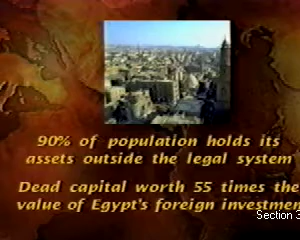 90% of population holds its
assets outside the legal system
Dead capital worth 55 times the
value of Egypt's foreign investmen
Section 3